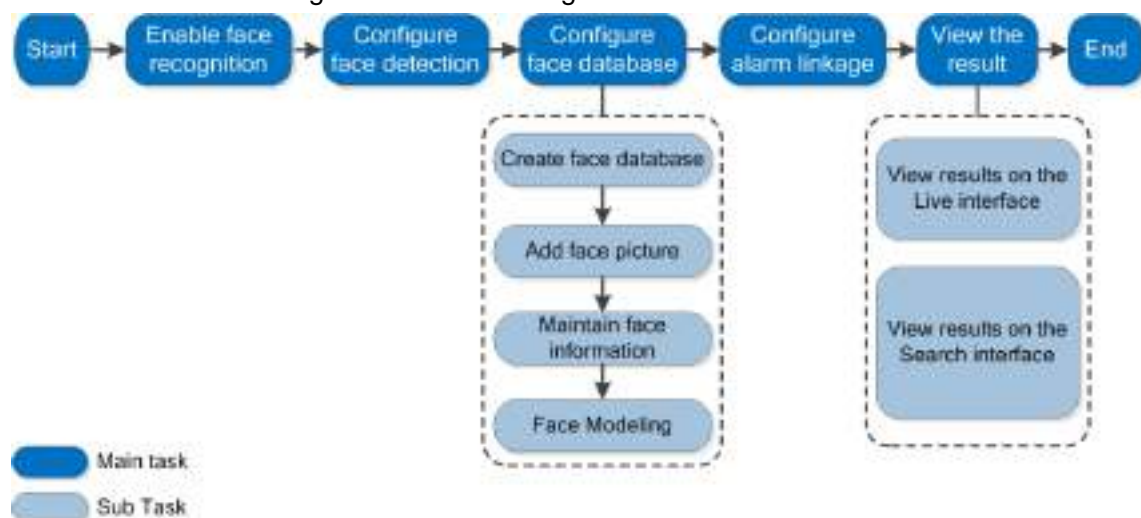 Start
Enable face
recognition
Configure
face detection
Configure
face database
Configure
alarm linkage
View the
result
End
Create face database
Add face picture
Maintain face
information
Face Modeling
View results on the
Live interface
View results on the
Search interface
Main task
Sub Task